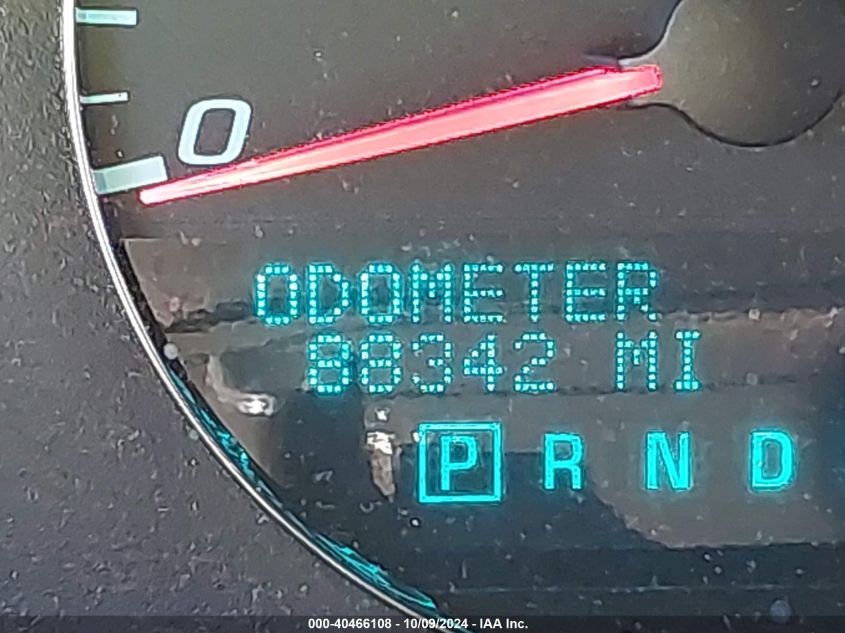 0
ODOMETER
88342 MI
P R N D
000-40466108 - 10/09/2024 - IAA Inc.